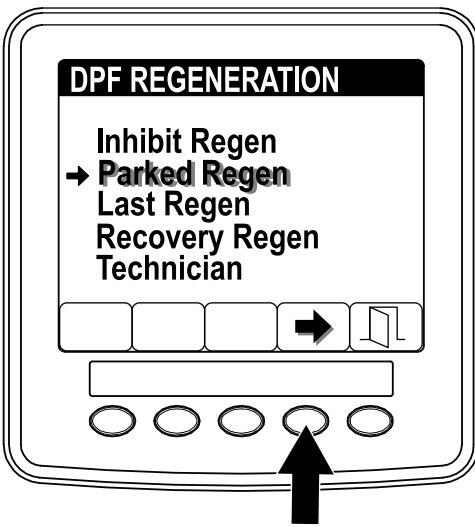 DPF REGENERATION
Inhibit Regen
Parked Regen
Last Regen
Recovery Regen
Technician